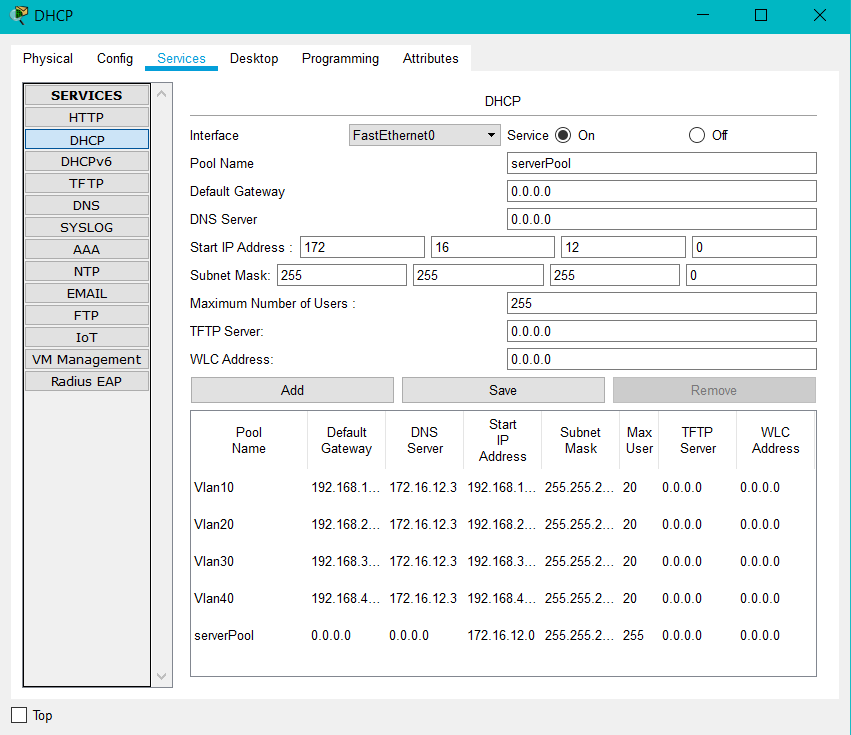 DHCP
Physical Config Services Desktop Programming Attributes
SERVICES
HTTP
DHCP
DHCPv6
TFTP
DNS
SYSLOG
AAA
NTP
EMAIL
FTP
IoT
VM Management
Radius EAP
DHCP
Interface FastEthernet0 Service On Off
Pool Name serverPool
Default Gateway 0.0.0.0
DNS Server 0.0.0.0
Start IP Address : 172 16 12 0
Subnet Mask: 255 255 255 0
Maximum Number of Users : 255
TFTP Server: 0.0.0.0
WLC Address: 0.0.0.0
Add Save Remove
Pool Name Default Gateway DNS Server Start IP Address Subnet Mask Max User TFTP Server WLC Address
Vlan10 192.168.1... 172.16.12.3 192.168.1... 255.255.2... 20 0.0.0.0 0.0.0.0
Vlan20 192.168.2... 172.16.12.3 192.168.2... 255.255.2... 20 0.0.0.0 0.0.0.0
Vlan30 192.168.3... 172.16.12.3 192.168.3... 255.255.2... 20 0.0.0.0 0.0.0.0
Vlan40 192.168.4... 172.16.12.3 192.168.4... 255.255.2... 20 0.0.0.0 0.0.0.0
serverPool 0.0.0.0 0.0.0.0 172.16.12.0 255.255.2... 255 0.0.0.0 0.0.0.0
Top